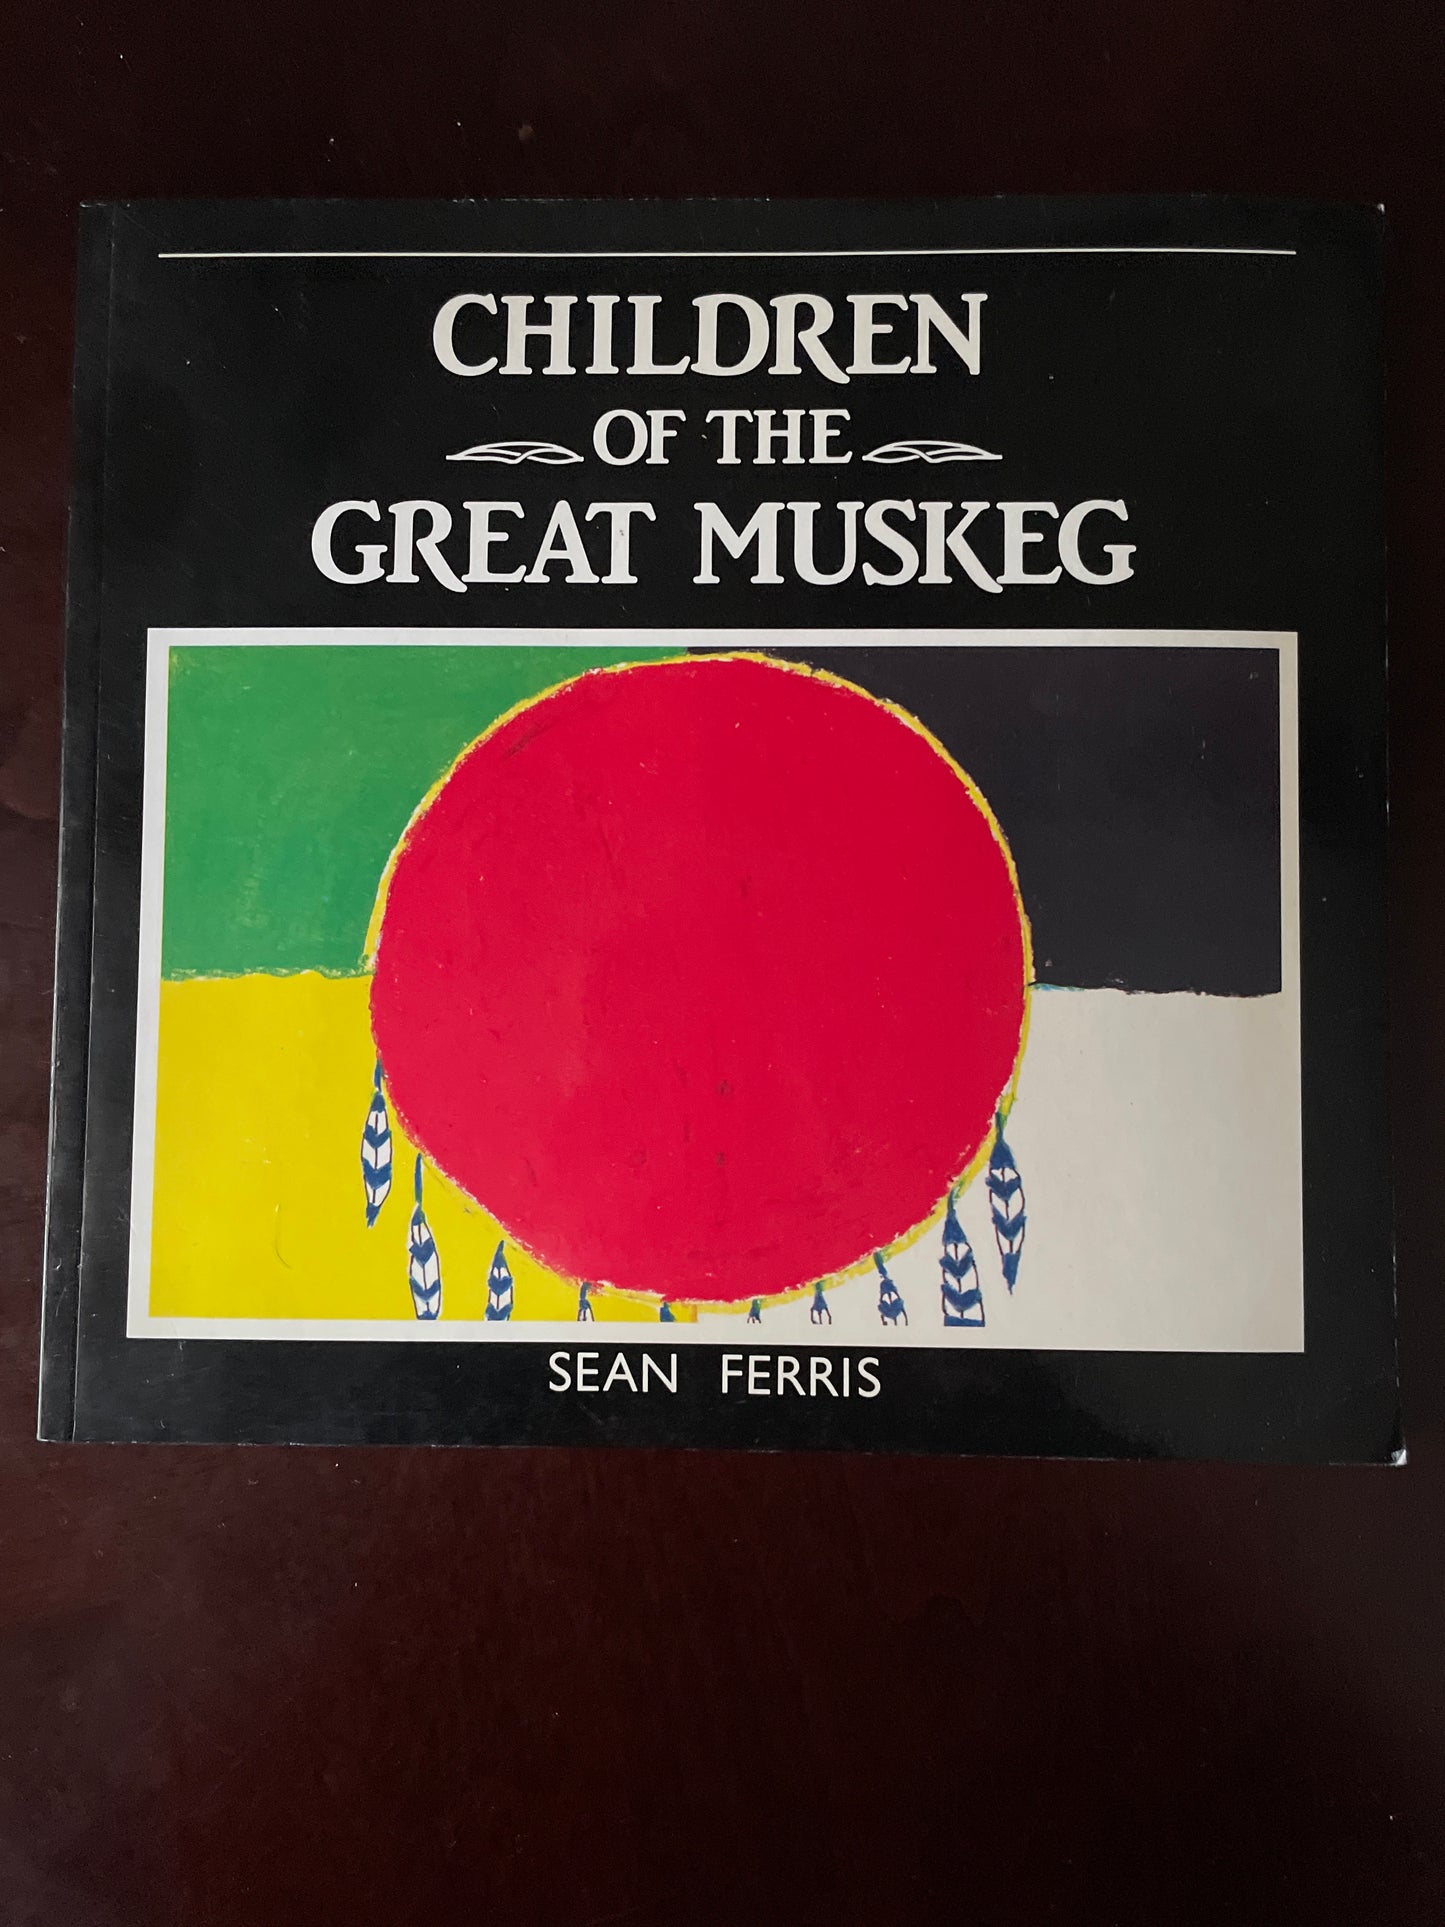 CHILDREN
OF THE
GREAT MUSKEG
SEAN FERRIS